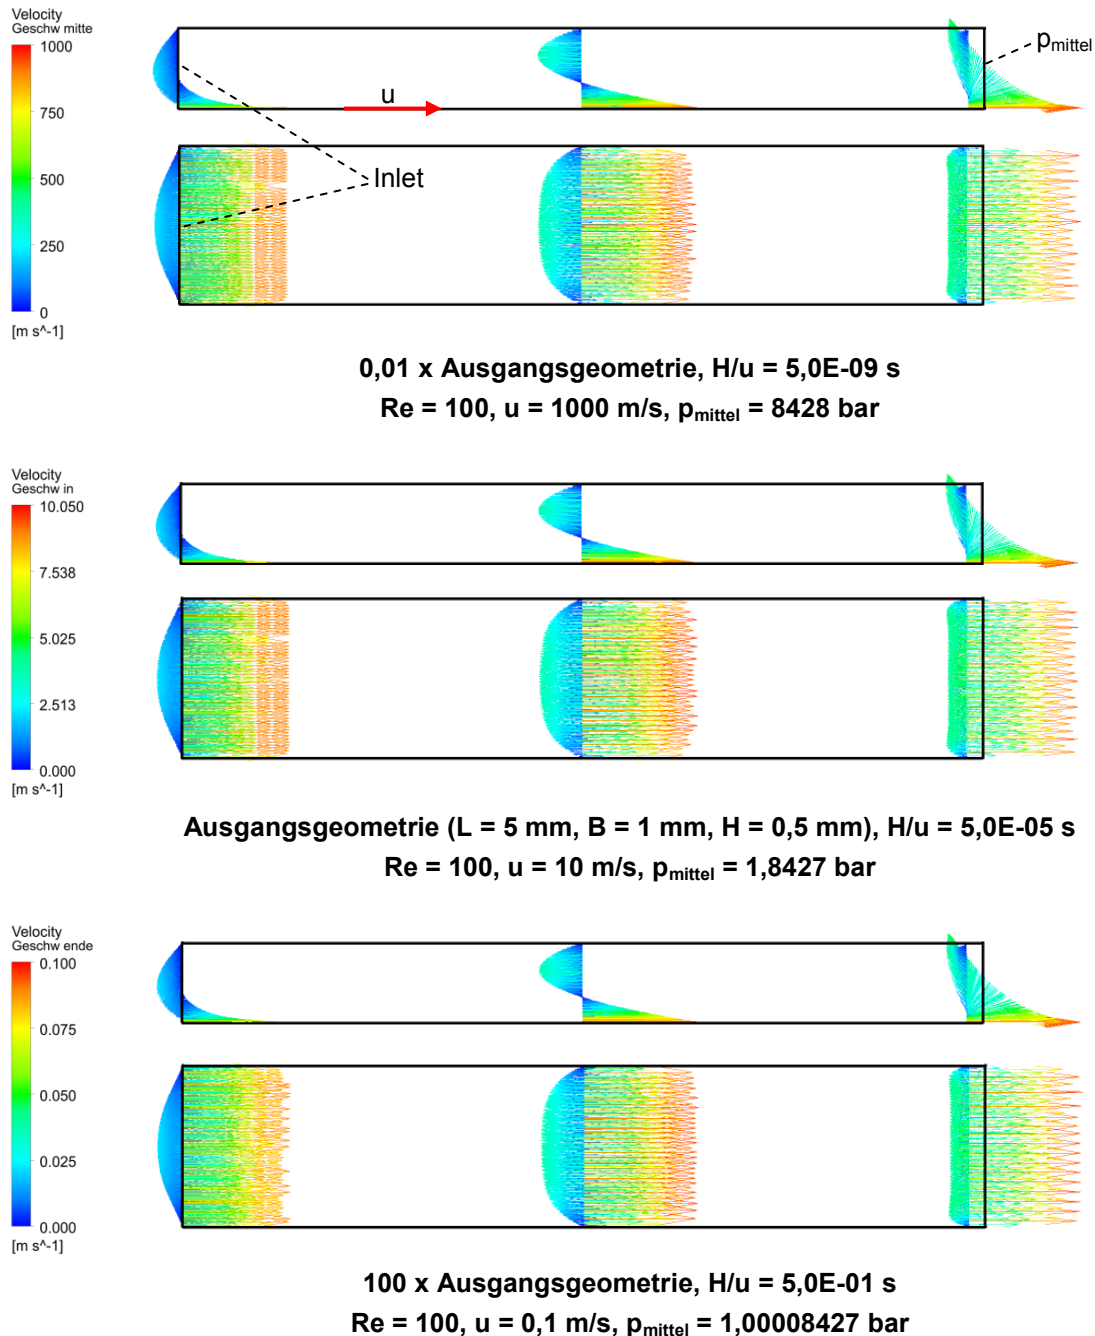 Velocity
Geschw mitte
1000
750
500
250
0
[m s^-1]
u
Inlet
p_mittel
0,01 x Ausgangsgeometrie, H/u = 5,0E-09 s
Re = 100, u = 1000 m/s, p_mittel = 8428 bar
Velocity
Geschw in
10.050
7.538
5.025
2.513
0.000
[m s^-1]
Ausgangsgeometrie (L = 5 mm, B = 1 mm, H = 0,5 mm), H/u = 5,0E-05 s
Re = 100, u = 10 m/s, p_mittel = 1,8427 bar
Velocity
Geschw ende
0.100
0.075
0.050
0.025
0.000
[m s^-1]
100 x Ausgangsgeometrie, H/u = 5,0E-01 s
Re = 100, u = 0,1 m/s, p_mittel = 1,00008427 bar